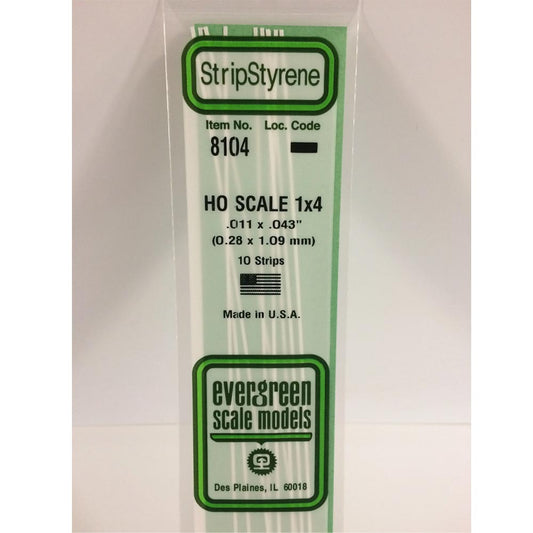 StripStyrene
Item No. Loc. Code
8104
HO SCALE 1x4
.011 x .043"
(0.28 x 1.09 mm)
10 Strips
Made in U.S.A.
evergreen
scale models
Des Plaines, IL 60018